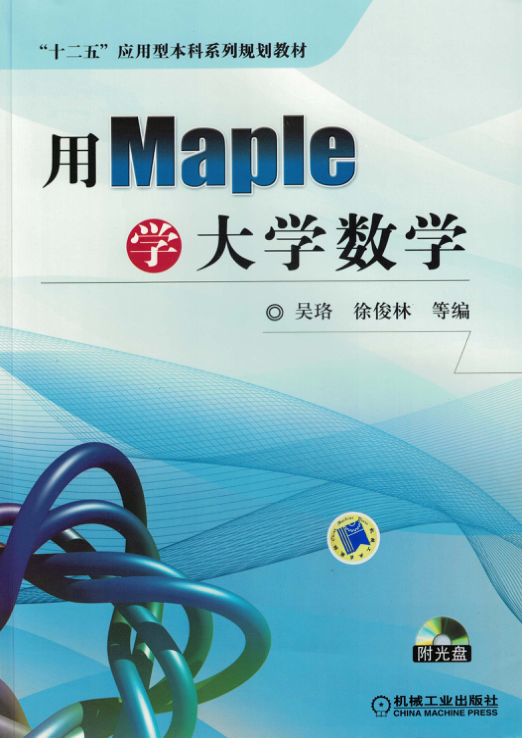 “十二五”应用型本科系列规划教材
用Maple
学大学数学
◎ 吴珞 徐俊林 等编
附光盘
机械工业出版社
CHINA MACHINE PRESS